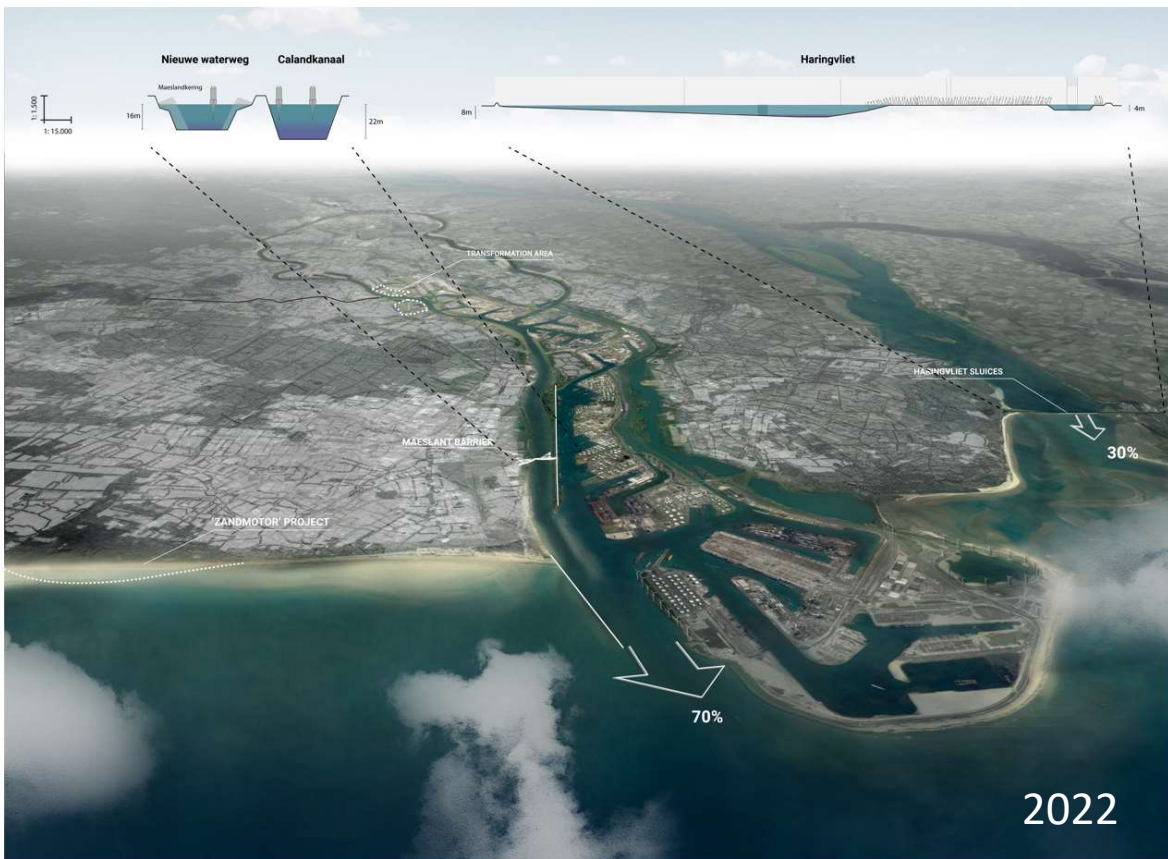 Nieuwe waterweg
Calandkanaal
Haringvliet
Maeslandkering
1: 1.500
1: 15.000
16m
22m
8m
4m
TRANSFORMATION AREA
HARINGVLIET SLUICES
MAESLANT BARRIER
30%
'ZANDMOTOR' PROJECT
70%
2022